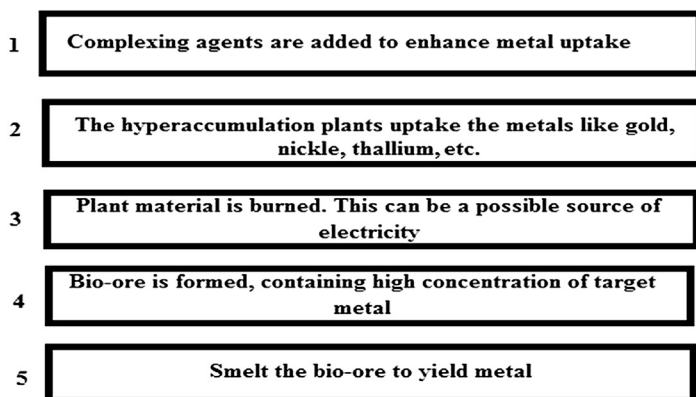 1 Complexing agents are added to enhance metal uptake
2 The hyperaccumulation plants uptake the metals like gold,
nickle, thallium, etc.
3 Plant material is burned. This can be a possible source of
electricity
4 Bio-ore is formed, containing high concentration of target
metal
5 Smelt the bio-ore to yield metal